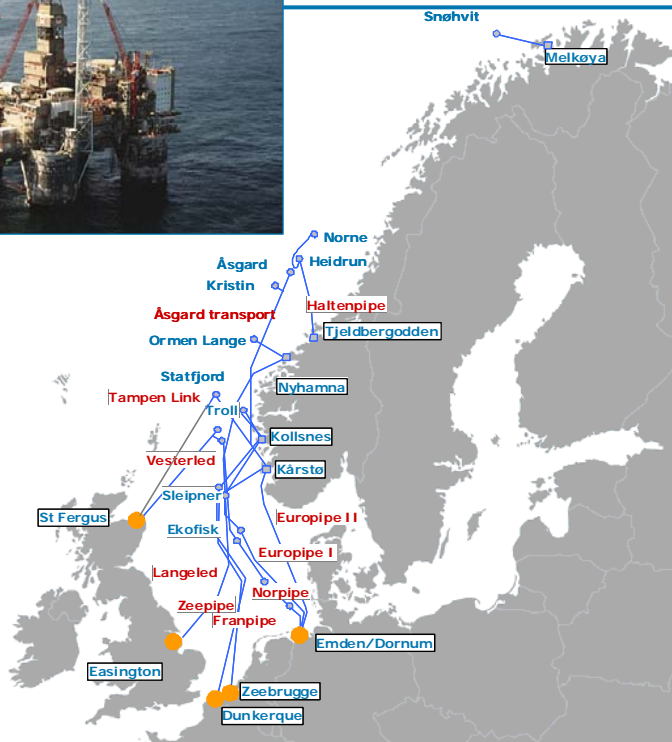 Snøhvit
Melkøya
Norne
Åsgard
Heidrun
Kristin
Haltenpipe
Åsgard transport
Tjeldbergodden
Ormen Lange
Statfjord
Nyhamna
Tampen Link
Troll
Kollsnes
Vesterled
Kårstø
Sleipner
St Fergus
Europipe II
Ekofisk
Europipe I
Langeled
Norpipe
Zeepipe
Franpipe
Emden/Dornum
Easington
Zeebrugge
Dunkerque